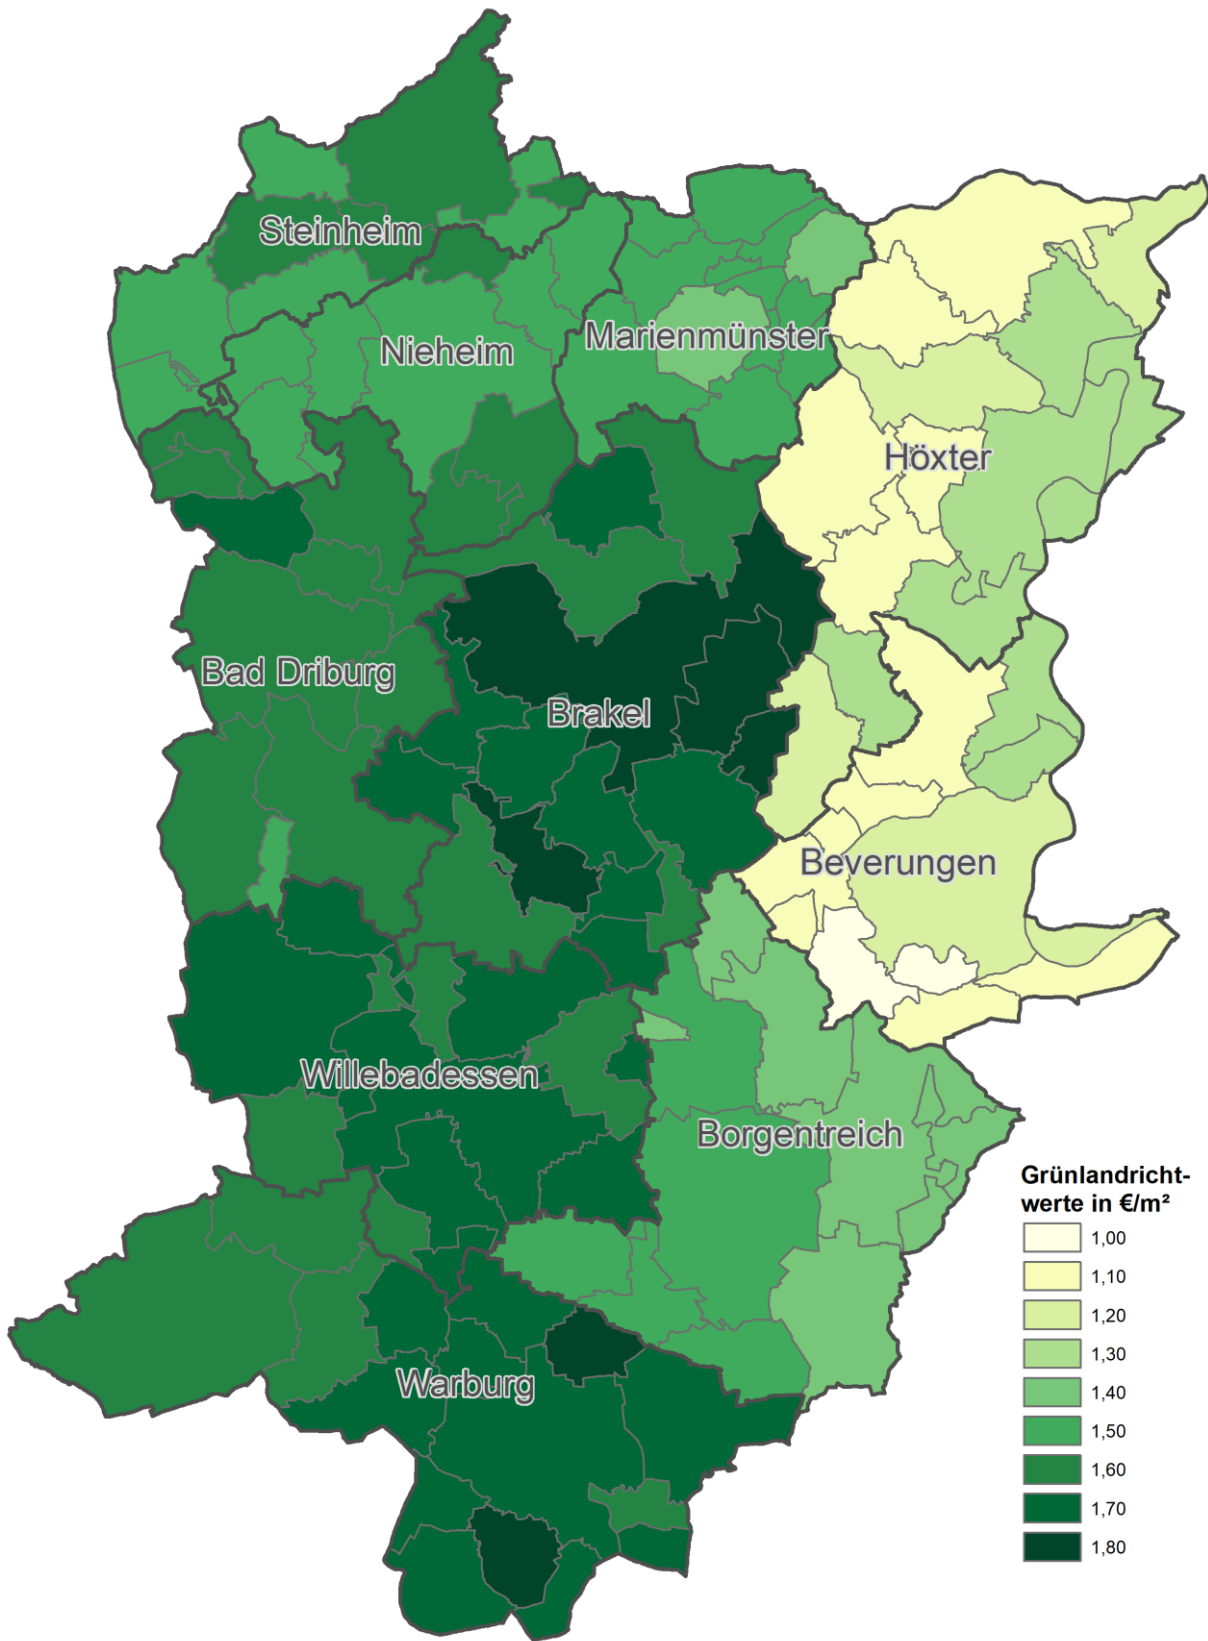 Steinheim
Nieheim
Marienmünster
Höxter
Bad Driburg
Brakel
Beverungen
Willebadessen
Borgentreich
Warburg
Grünlandricht-
werte in €/m²
1,00
1,10
1,20
1,30
1,40
1,50
1,60
1,70
1,80